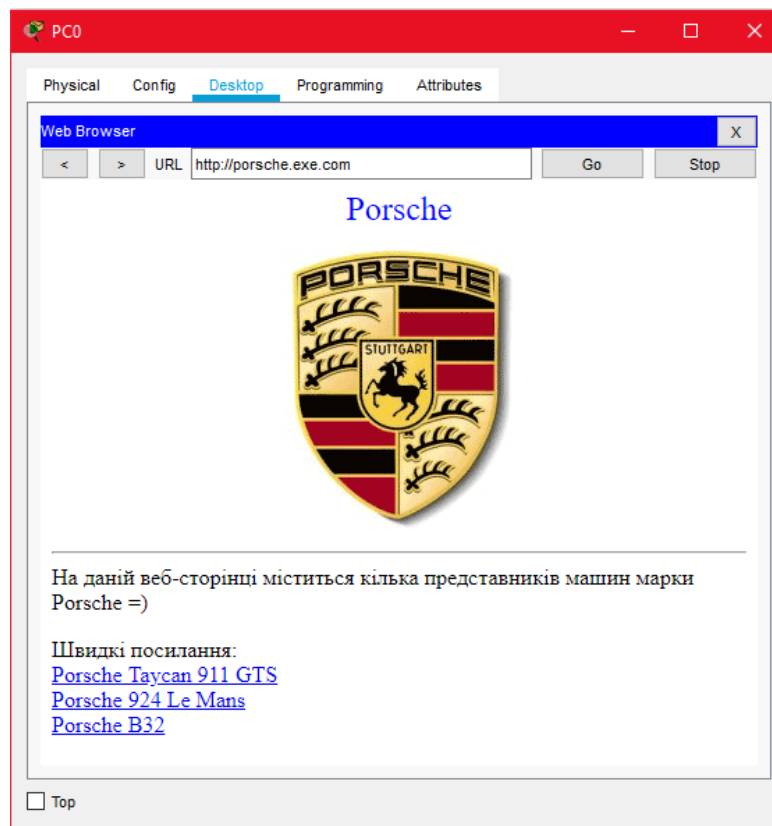 PC0
Physical Config Desktop Programming Attributes
Web Browser X
< > URL http://porsche.exe.com Go Stop
Porsche
PORSCHE
STUTTGART
На даній веб-сторінці міститься кілька представників машин марки
Porsche =)
Швидкі посилання:
Porsche Taycan 911 GTS
Porsche 924 Le Mans
Porsche B32
Top